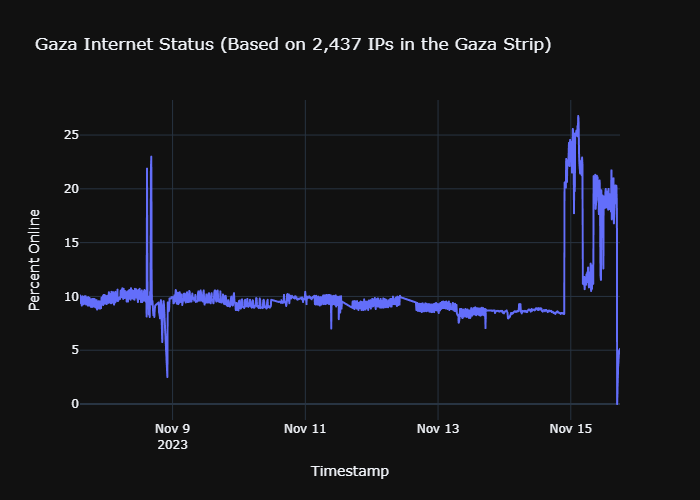 Gaza Internet Status (Based on 2,437 IPs in the Gaza Strip)
Percent Online
25
20
15
10
5
0
Nov 9
2023
Nov 11
Nov 13
Nov 15
Timestamp